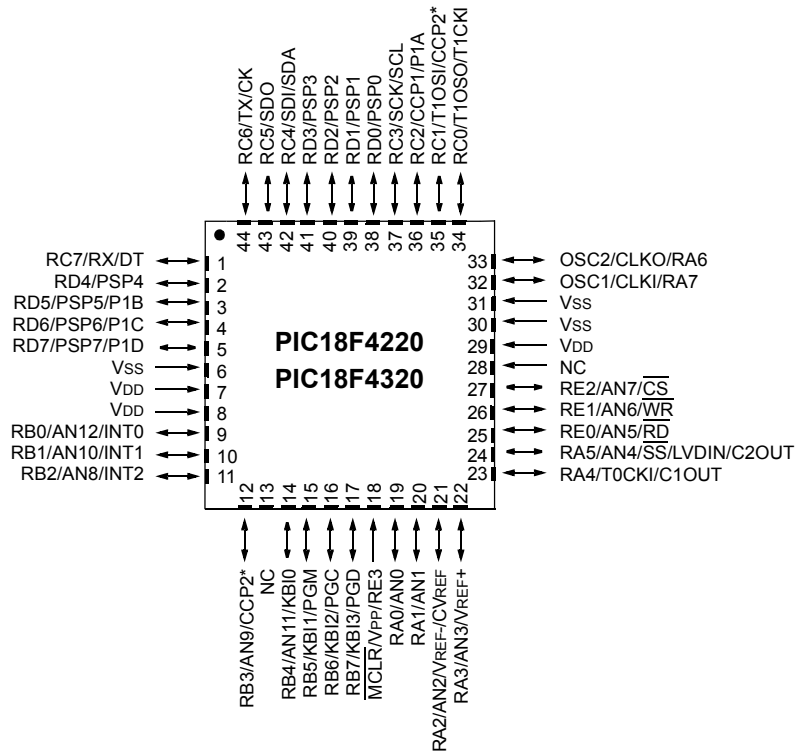 RC6/TX/CK
RC5/SDO
RC4/SDI/SDA
RD3/PSP3
RD2/PSP2
RD1/PSP1
RD0/PSP0
RC3/SCK/SCL
RC2/CCP1/P1A
RC1/T1OSI/CCP2*
RC0/T1OSO/T1CKI
44
43
42
41
40
39
38
37
36
35
34
RC7/RX/DT 1
RD4/PSP4 2
RD5/PSP5/P1B 3
RD6/PSP6/P1C 4
RD7/PSP7/P1D 5
VSS 6
VDD 7
VDD 8
RB0/AN12/INT0 9
RB1/AN10/INT1 10
RB2/AN8/INT2 11
PIC18F4220
PIC18F4320
33 OSC2/CLKO/RA6
32 OSC1/CLKI/RA7
31 VSS
30 VSS
29 VDD
28 NC
27 RE2/AN7/CS
26 RE1/AN6/WR
25 RE0/AN5/RD
24 RA5/AN4/SS/LVDIN/C2OUT
23 RA4/T0CKI/C1OUT
12
13
14
15
16
17
18
19
20
21
22
RB3/AN9/CCP2*
NC
RB4/AN11/KBI0
RB5/KBI1/PGM
RB6/KBI2/PGC
RB7/KBI3/PGD
MCLR/VPP/RE3
RA0/AN0
RA1/AN1
RA2/AN2/VREF-/CVREF
RA3/AN3/VREF+